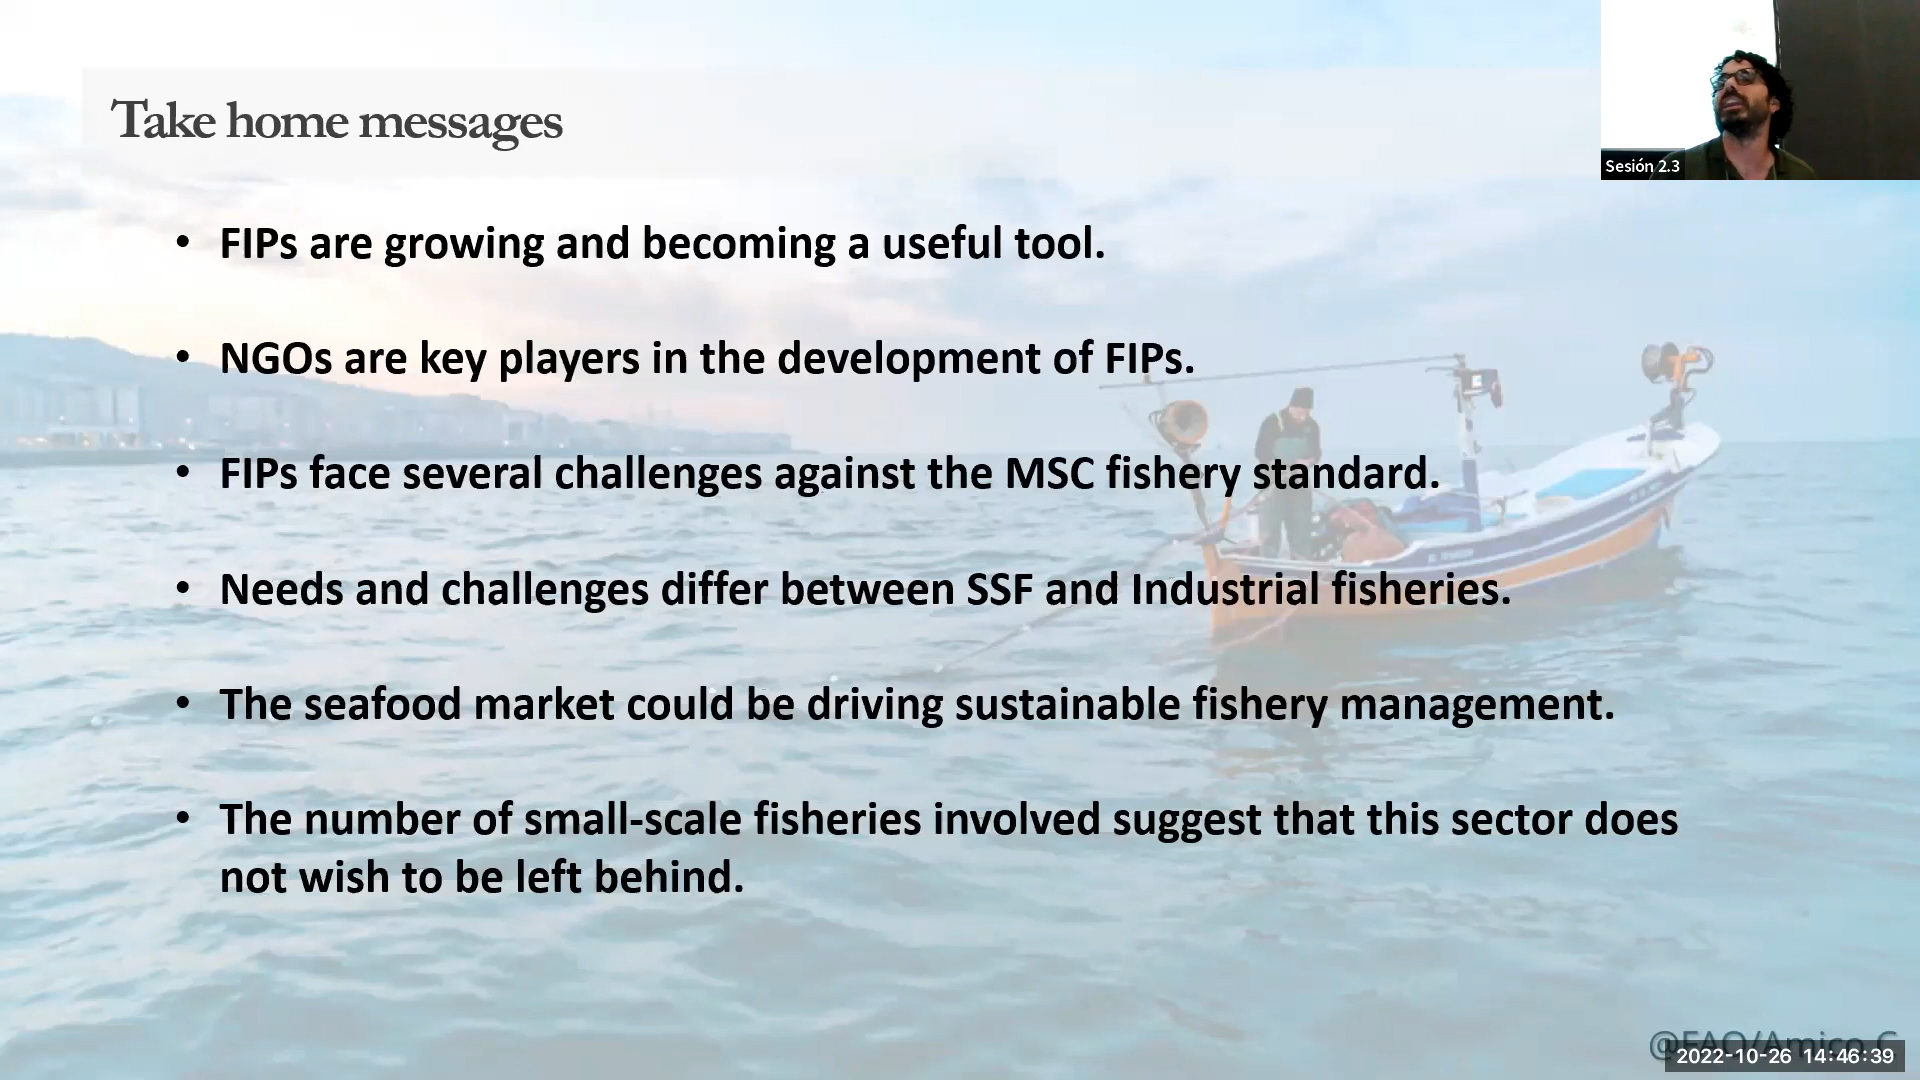 Take home messages
Sesión 2.3
• FIPs are growing and becoming a useful tool.
• NGOs are key players in the development of FIPs.
• FIPs face several challenges against the MSC fishery standard.
• Needs and challenges differ between SSF and Industrial fisheries.
• The seafood market could be driving sustainable fishery management.
• The number of small-scale fisheries involved suggest that this sector does
not wish to be left behind.
@FAO/Amico C
2022-10-26 14:46:39